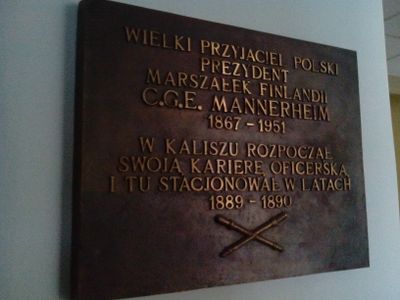 WIELKI PRZYJACIEL POLSKI
PREZYDENT
MARSZAŁEK FINLANDII
C.G.E. MANNERHEIM
1867 - 1951
W KALISZU ROZPOCZĄŁ
SWOJĄ KARIERĘ OFICERSKĄ
I TU STACJONOWAŁ W LATACH
1889 - 1890